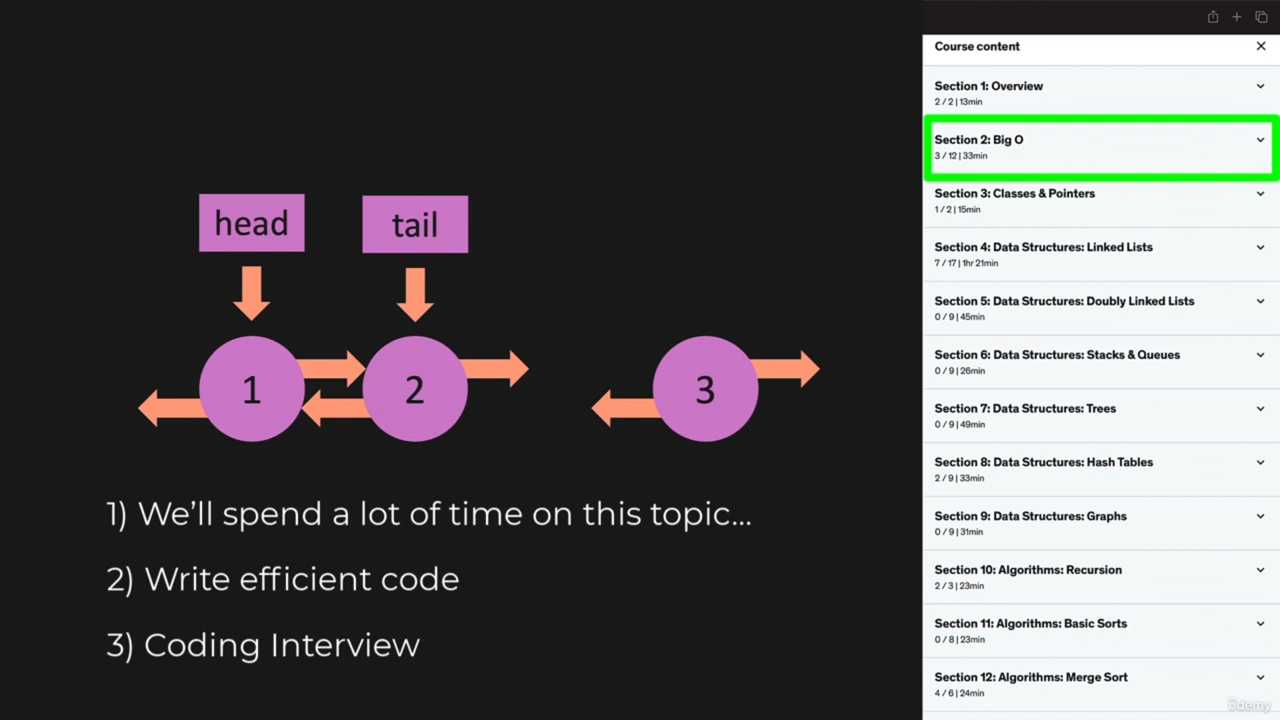 head
tail
1
2
3
1) We'll spend a lot of time on this topic...
2) Write efficient code
3) Coding Interview
Course content
Section 1: Overview
2 / 2 | 13min
Section 2: Big O
3 / 12 | 33min
Section 3: Classes & Pointers
1 / 2 | 15min
Section 4: Data Structures: Linked Lists
7 / 17 | 1hr 21min
Section 5: Data Structures: Doubly Linked Lists
0 / 9 | 45min
Section 6: Data Structures: Stacks & Queues
0 / 9 | 26min
Section 7: Data Structures: Trees
0 / 9 | 49min
Section 8: Data Structures: Hash Tables
2 / 9 | 33min
Section 9: Data Structures: Graphs
0 / 9 | 31min
Section 10: Algorithms: Recursion
2 / 3 | 23min
Section 11: Algorithms: Basic Sorts
0 / 8 | 23min
Section 12: Algorithms: Merge Sort
4 / 6 | 24min
ûdemy